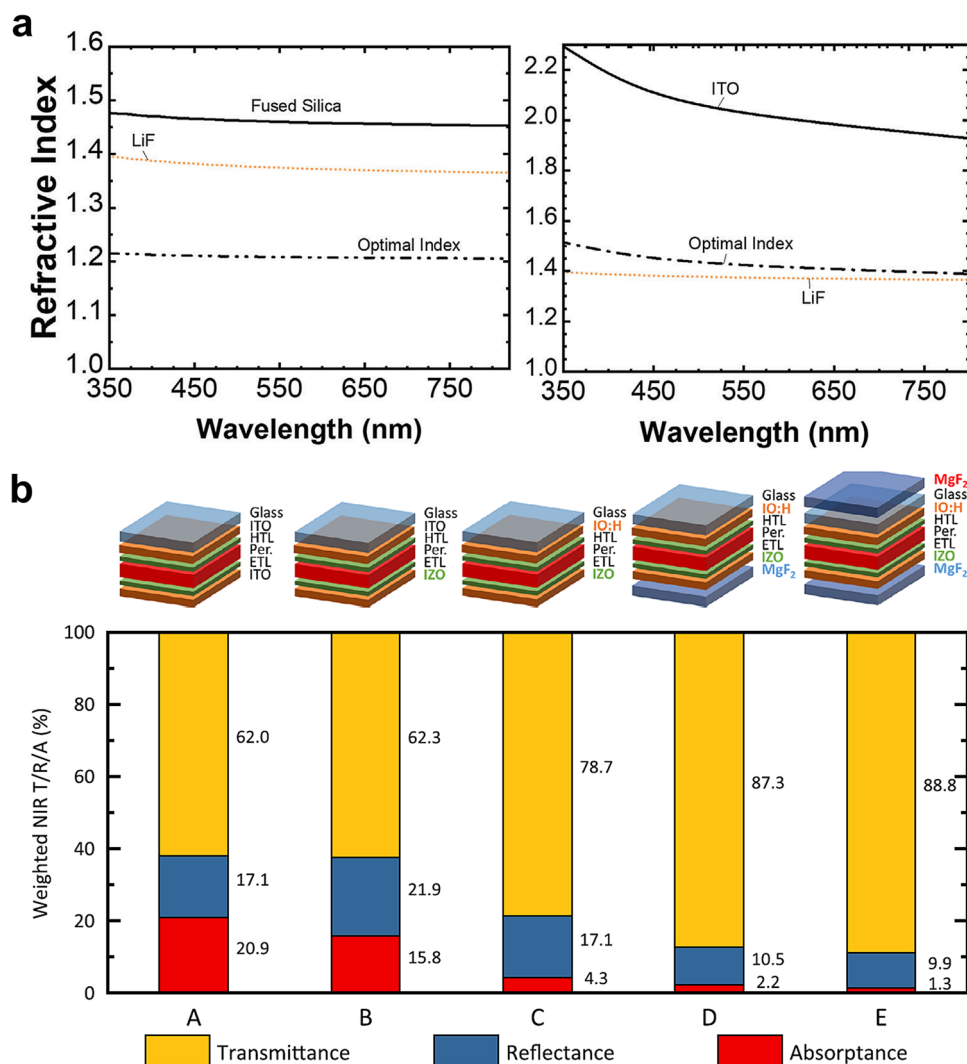 a
Refractive Index
1.6
1.5
1.4
1.3
1.2
1.1
1.0
350
450
550
650
750
Wavelength (nm)
Fused Silica
LiF
Optimal Index
2.2
2.0
1.8
1.6
1.4
1.2
1.0
350
450
550
650
750
Wavelength (nm)
ITO
Optimal Index
LiF
b
Glass
ITO
HTL
Per.
ETL
ITO
Glass
ITO
HTL
Per.
ETL
IZO
Glass
IO:H
HTL
Per.
ETL
IZO
Glass
IO:H
HTL
Per.
ETL
IZO
MgF₂
MgF₂
Glass
IO:H
HTL
Per.
ETL
IZO
MgF₂
Weighted NIR T/R/A (%)
100
80
60
40
20
0
62.0
17.1
20.9
62.3
21.9
15.8
78.7
17.1
4.3
87.3
10.5
2.2
88.8
9.9
1.3
A B C D E
Transmittance Reflectance Absorptance